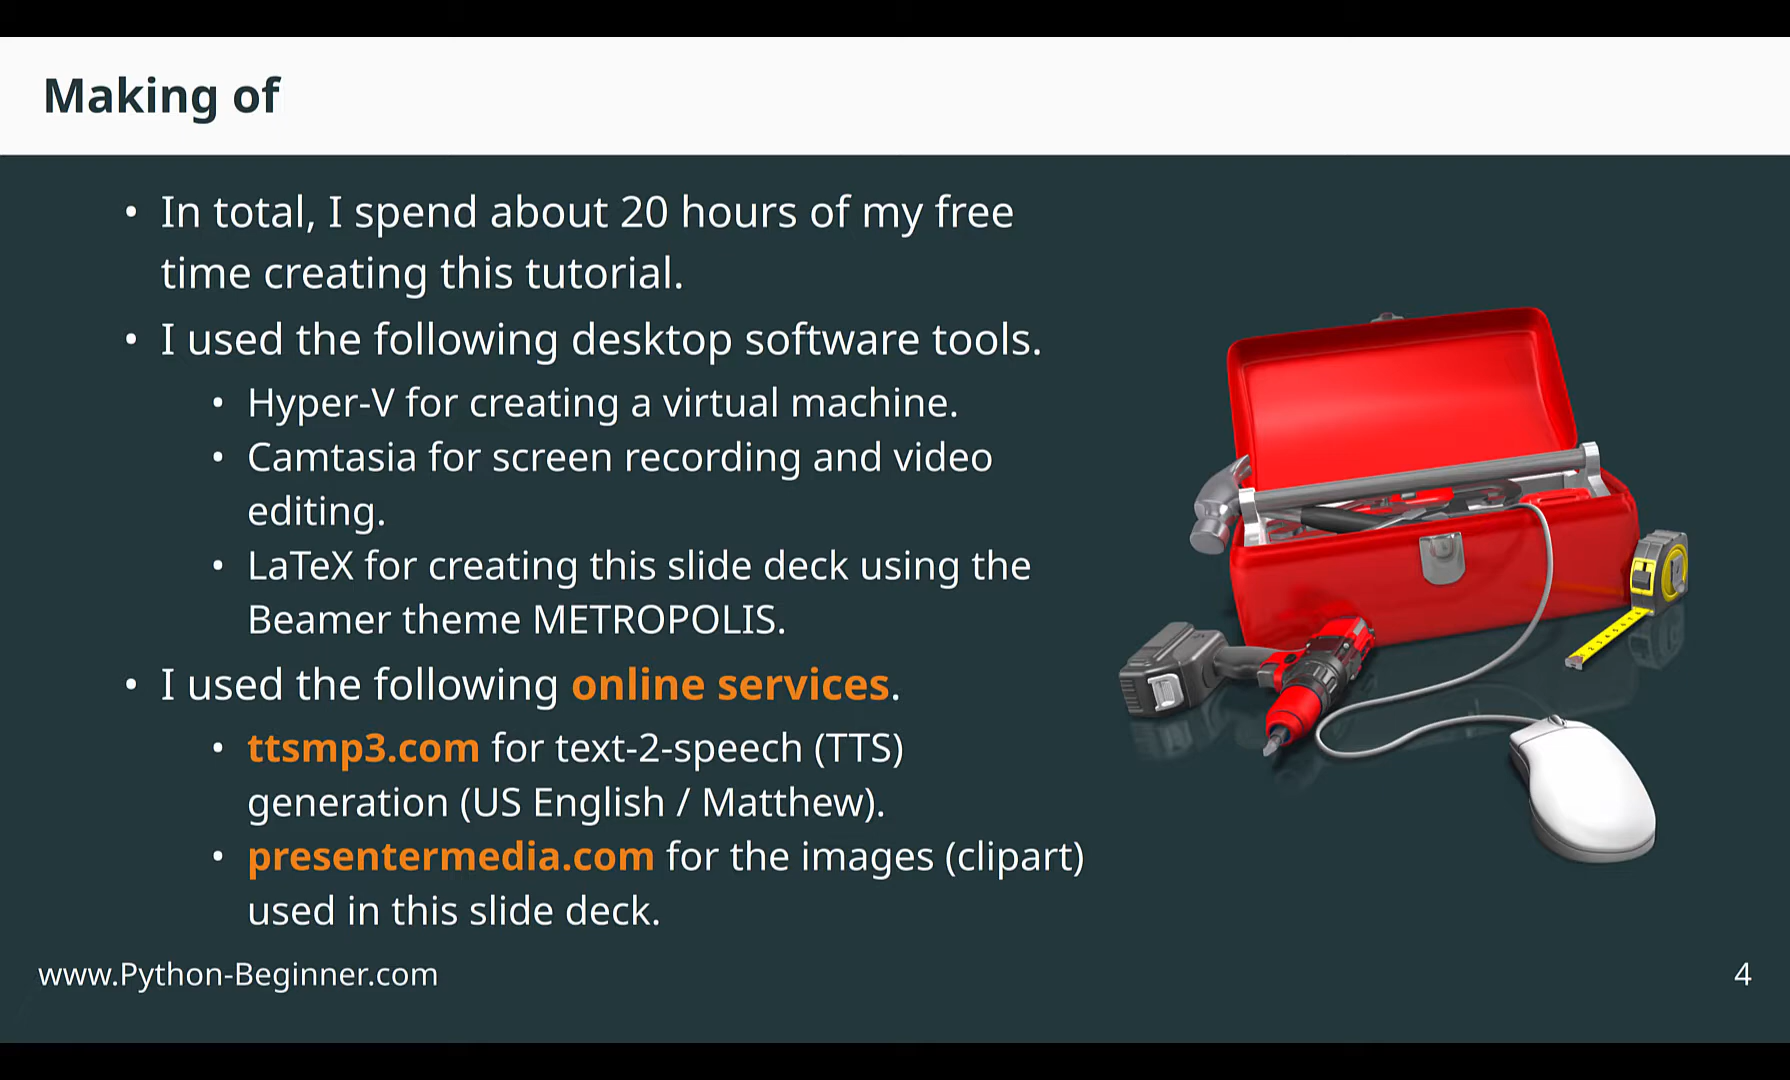 Making of
• In total, I spend about 20 hours of my free
time creating this tutorial.
• I used the following desktop software tools.
• Hyper-V for creating a virtual machine.
• Camtasia for screen recording and video
editing.
• LaTeX for creating this slide deck using the
Beamer theme METROPOLIS.
• I used the following online services.
• ttsmp3.com for text-2-speech (TTS)
generation (US English / Matthew).
• presentermedia.com for the images (clipart)
used in this slide deck.
www.Python-Beginner.com
4